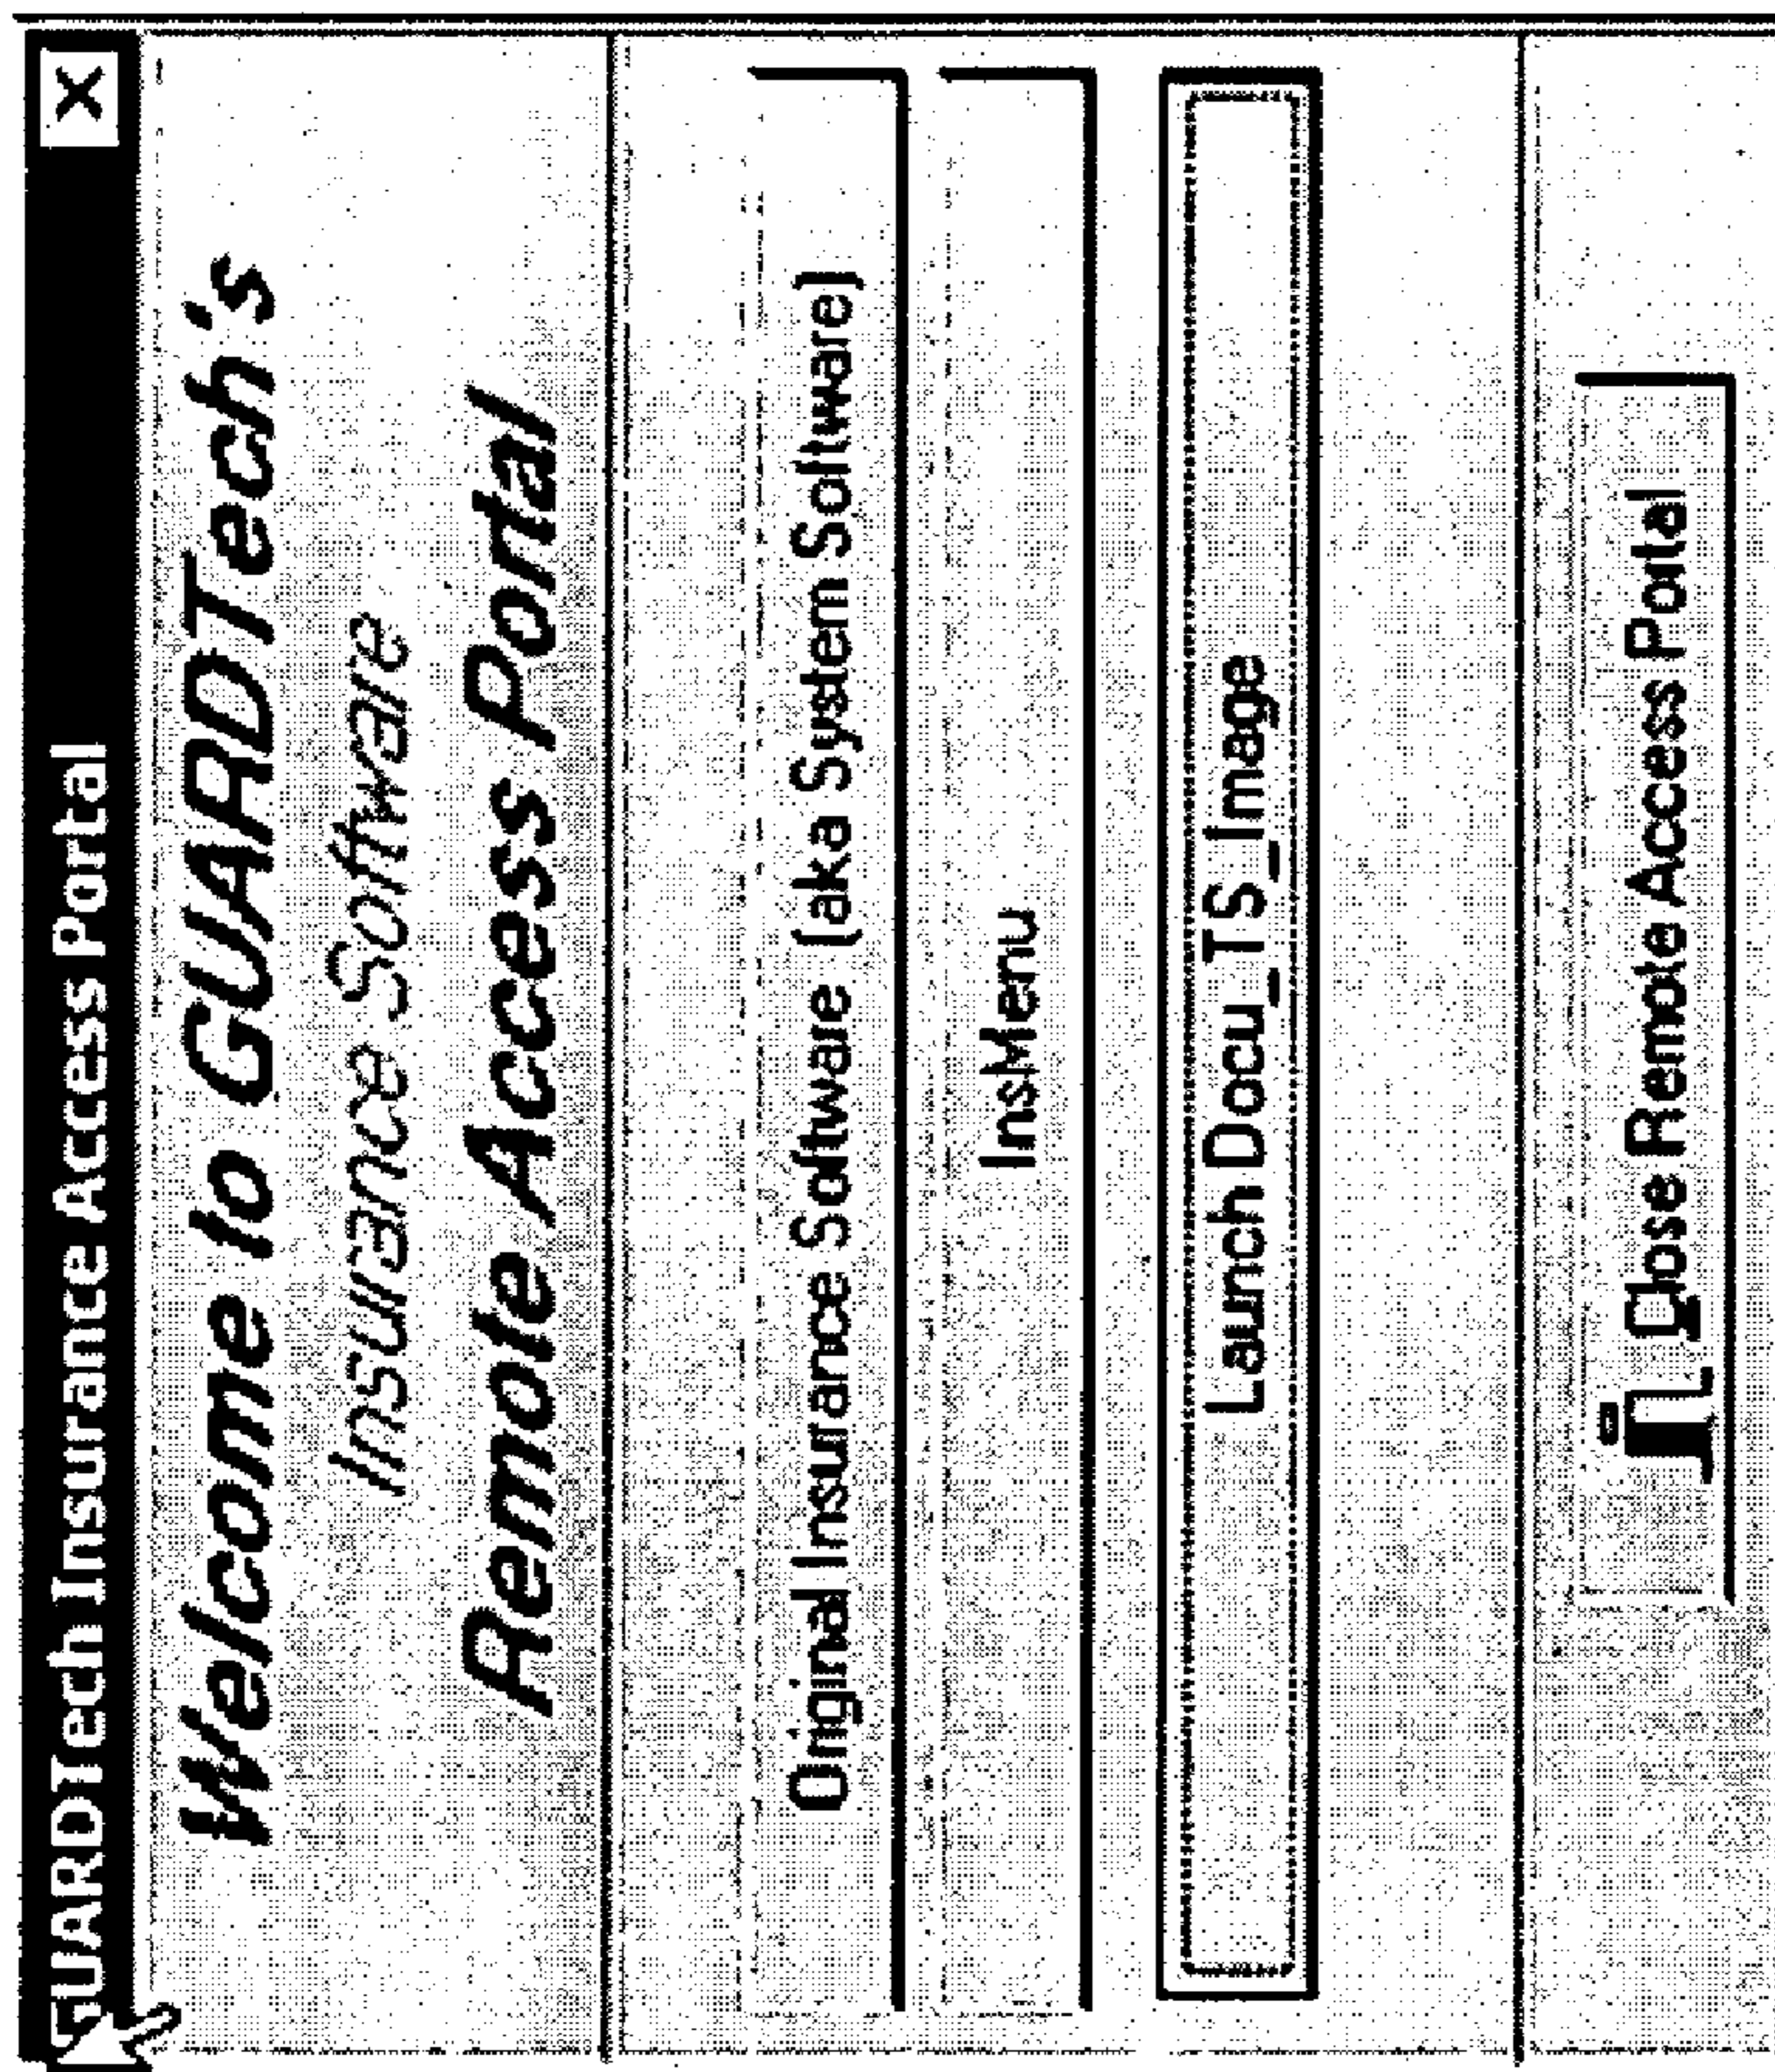 GUARDTech Insurance Access Portal
X
Welcome to GUARDTech's
Insurance Software
Remote Access Portal
Original Insurance Software (aka System Software)
InsMenu
Launch Docu_TS_Image
Close Remote Access Portal